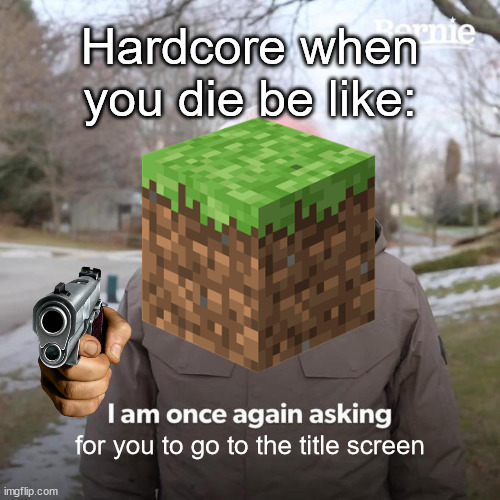 Bernie
Hardcore when
you die be like:
I am once again asking
for you to go to the title screen
imgflip.com